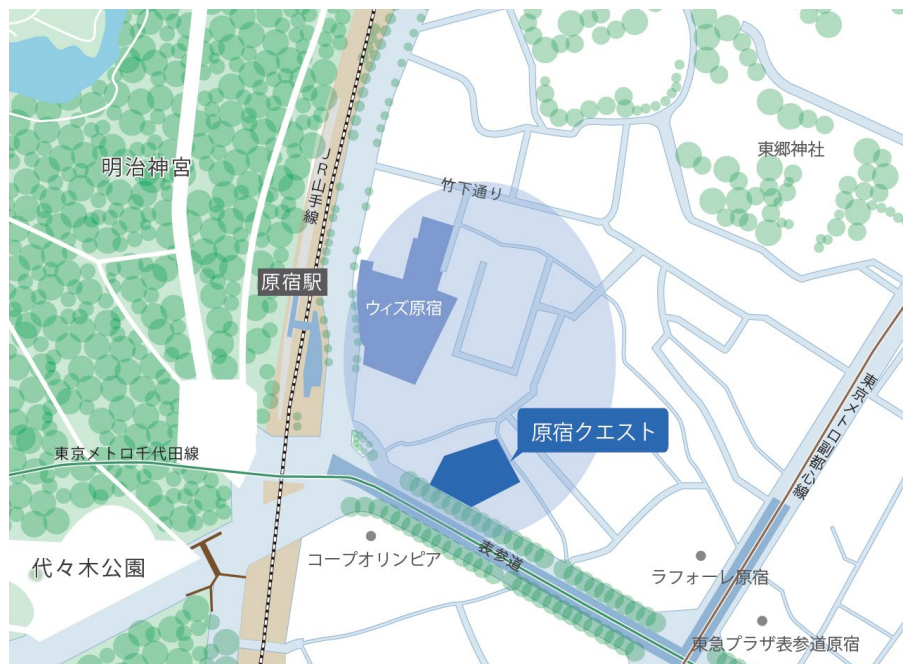 明治神宮
JR山手線
竹下通り
東郷神社
原宿駅
ウィズ原宿
原宿クエスト
東京メトロ副都心線
東京メトロ千代田線
表参道
コープオリンピア
代々木公園
ラフォーレ原宿
東急プラザ表参道原宿